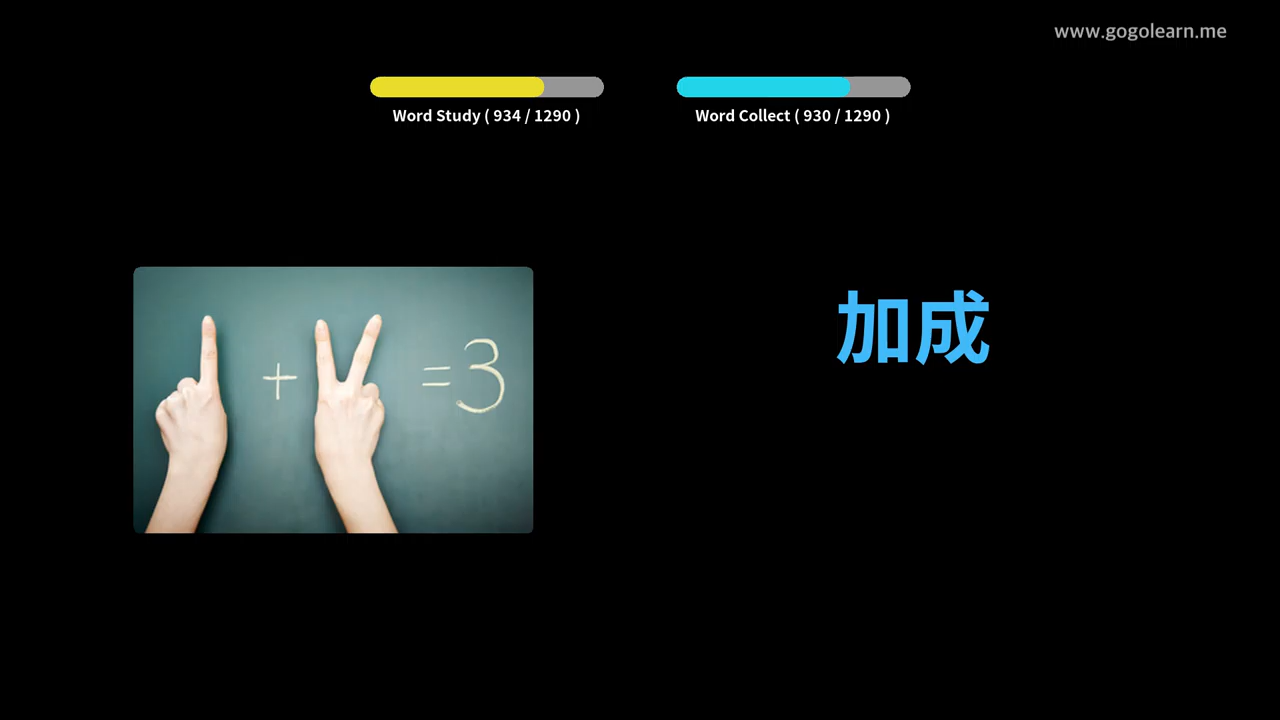 www.gogolearn.me
Word Study ( 934 / 1290 )
Word Collect ( 930 / 1290 )
+ =3
加成